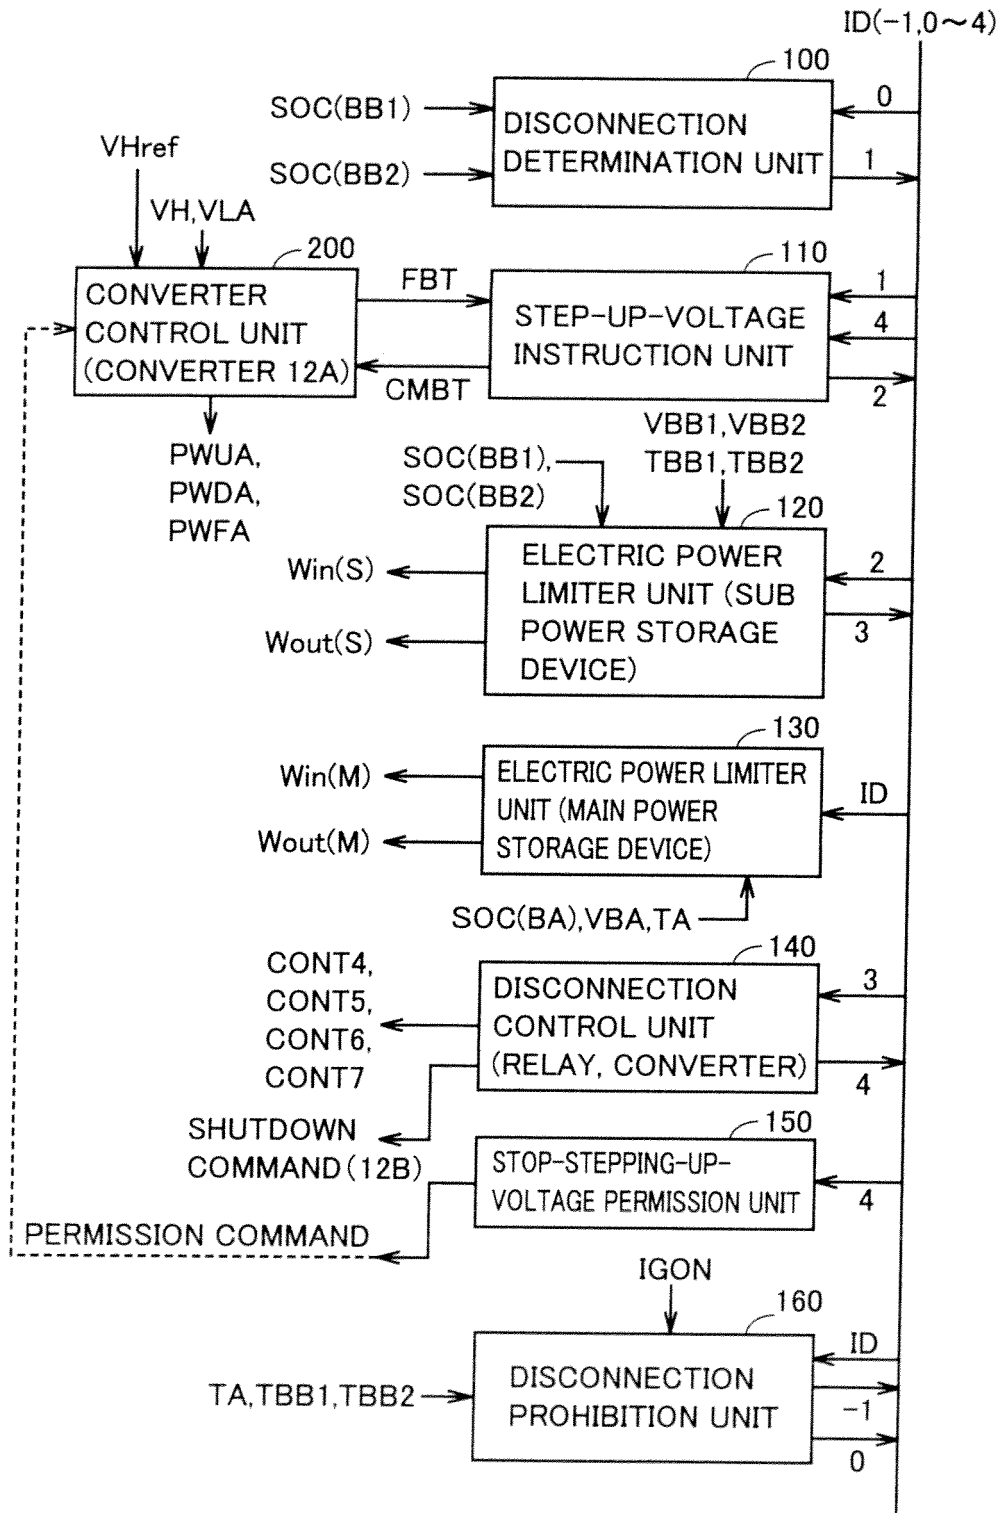 ID(-1,0～4)
100
SOC(BB1)
DISCONNECTION
DETERMINATION UNIT
0
VHref
SOC(BB2)
1
VH,VLA
200
110
CONVERTER
CONTROL UNIT
(CONVERTER 12A)
FBT
CMBT
STEP-UP-VOLTAGE
INSTRUCTION UNIT
1
4
2
PWUA,
PWDA,
PWFA
SOC(BB1),
SOC(BB2)
VBB1,VBB2
TBB1,TBB2
120
Win(S)
Wout(S)
ELECTRIC POWER
LIMITER UNIT (SUB
POWER STORAGE
DEVICE)
2
3
130
Win(M)
Wout(M)
ELECTRIC POWER LIMITER
UNIT (MAIN POWER
STORAGE DEVICE)
ID
SOC(BA),VBA,TA
140
CONT4,
CONT5,
CONT6,
CONT7
DISCONNECTION
CONTROL UNIT
(RELAY, CONVERTER)
3
4
SHUTDOWN
COMMAND(12B)
150
STOP-STEPPING-UP-
VOLTAGE PERMISSION UNIT
4
PERMISSION COMMAND
IGON
160
TA,TBB1,TBB2
DISCONNECTION
PROHIBITION UNIT
ID
-1
0